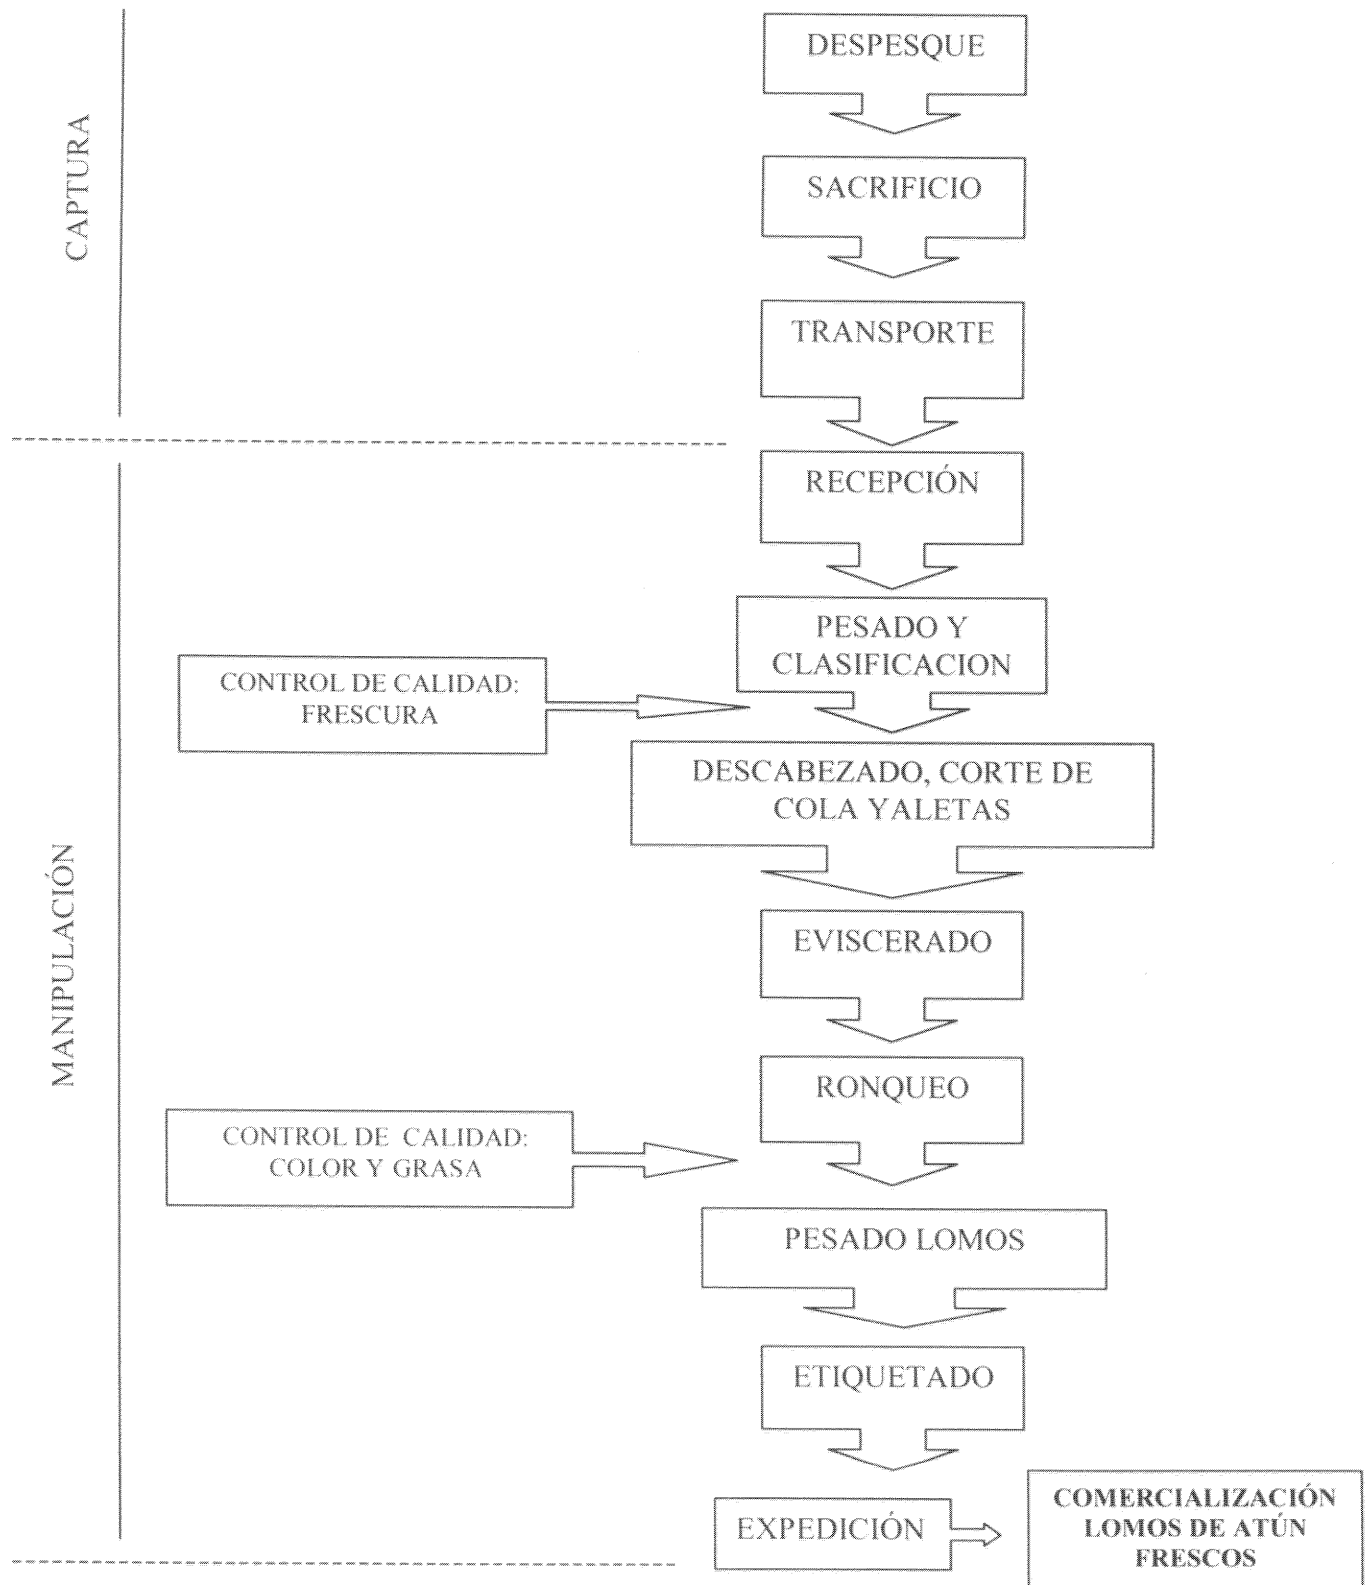 CAPTURA
DESPESQUE
SACRIFICIO
TRANSPORTE
MANIPULACIÓN
RECEPCIÓN
PESADO Y
CLASIFICACION
CONTROL DE CALIDAD:
FRESCURA
DESCABEZADO, CORTE DE
COLA YALETAS
EVISCERADO
RONQUEO
CONTROL DE CALIDAD:
COLOR Y GRASA
PESADO LOMOS
ETIQUETADO
EXPEDICIÓN
COMERCIALIZACIÓN
LOMOS DE ATÚN
FRESCOS